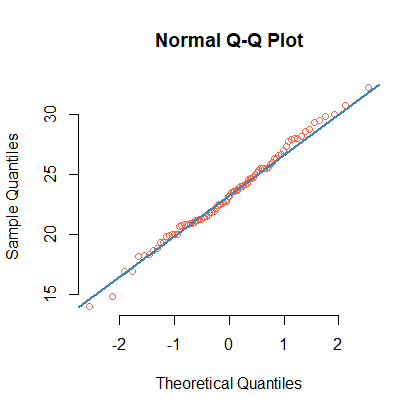 Normal Q-Q Plot
Sample Quantiles
30
25
20
15
-2 -1 0 1 2
Theoretical Quantiles